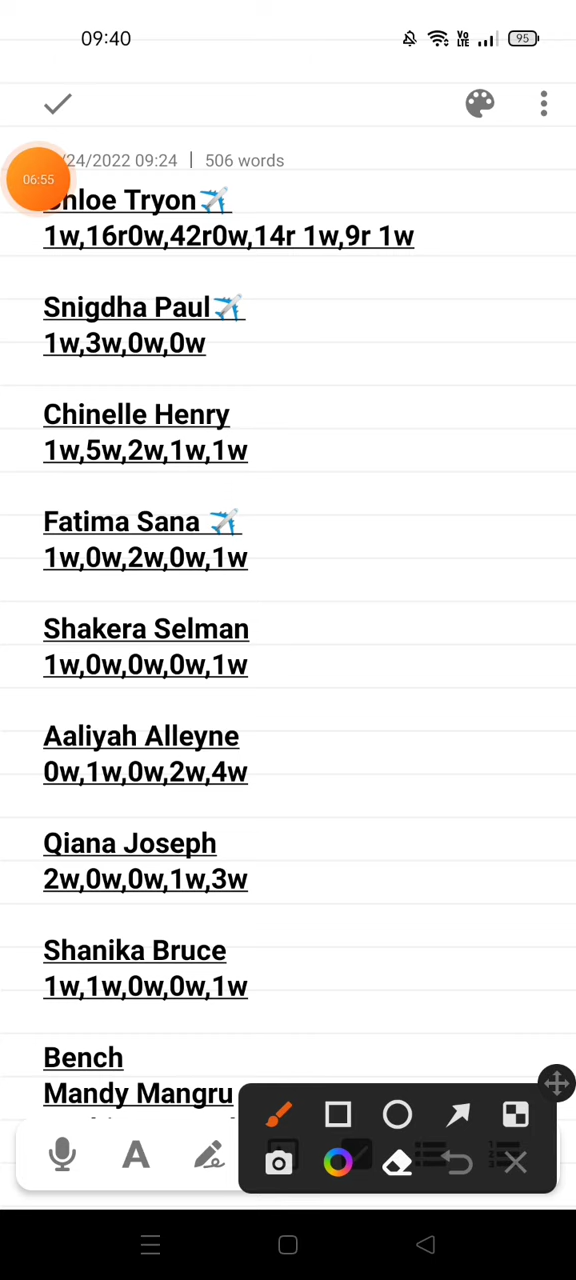 09:40
Vo LTE 95
/24/2022 09:24 | 506 words
06:55
hloe Tryon✈️
1w,16r0w,42r0w,14r 1w,9r 1w
Snigdha Paul✈️
1w,3w,0w,0w
Chinelle Henry
1w,5w,2w,1w,1w
Fatima Sana ✈️
1w,0w,2w,0w,1w
Shakera Selman
1w,0w,0w,0w,1w
Aaliyah Alleyne
0w,1w,0w,2w,4w
Qiana Joseph
2w,0w,0w,1w,3w
Shanika Bruce
1w,1w,0w,0w,1w
Bench
Mandy Mangru
A